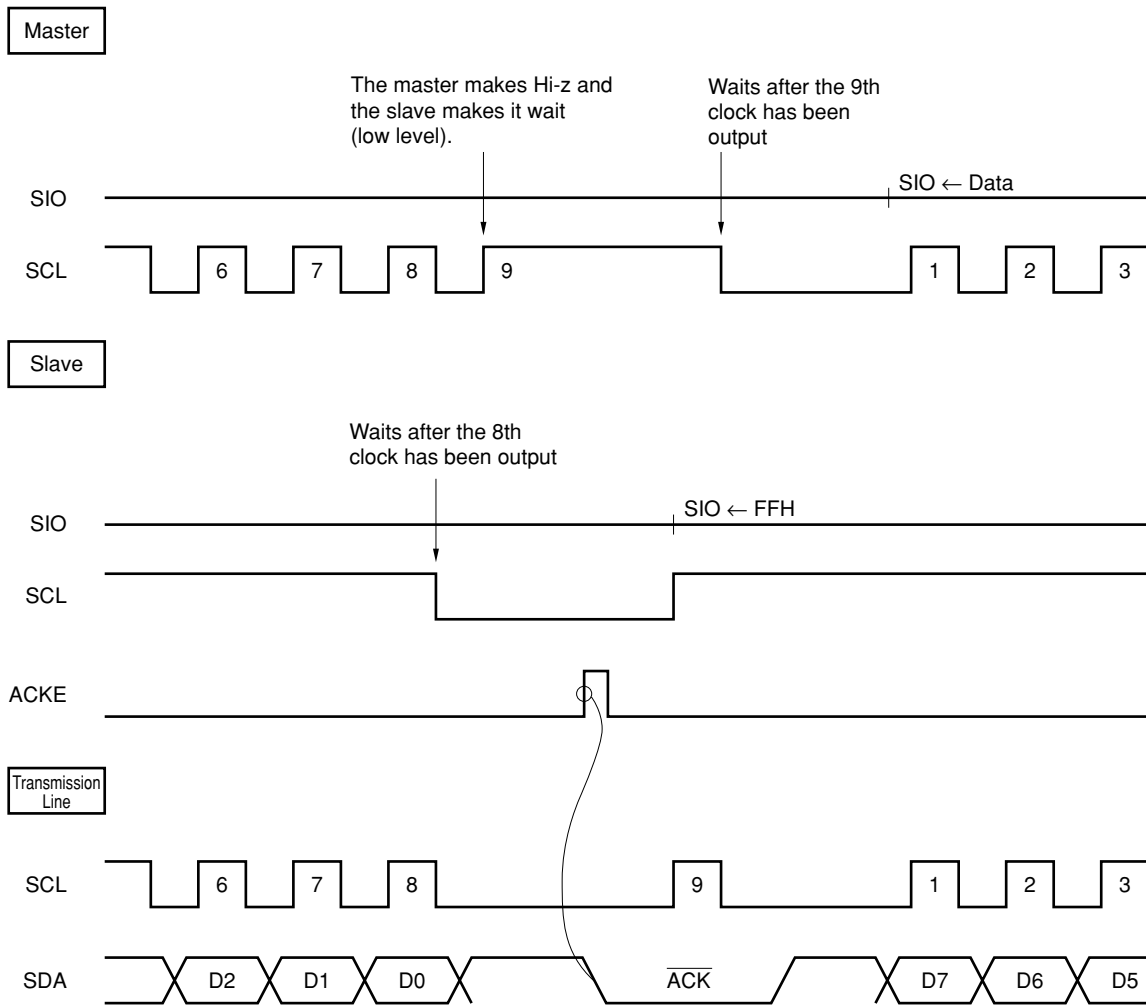 Master
The master makes Hi-z and
the slave makes it wait
(low level).
Waits after the 9th
clock has been
output
SIO
SIO ← Data
SCL
6 7 8 9 1 2 3
Slave
Waits after the 8th
clock has been output
SIO
SIO ← FFH
SCL
ACKE
Transmission
Line
SCL
6 7 8 9 1 2 3
SDA
D2 D1 D0 ACK D7 D6 D5